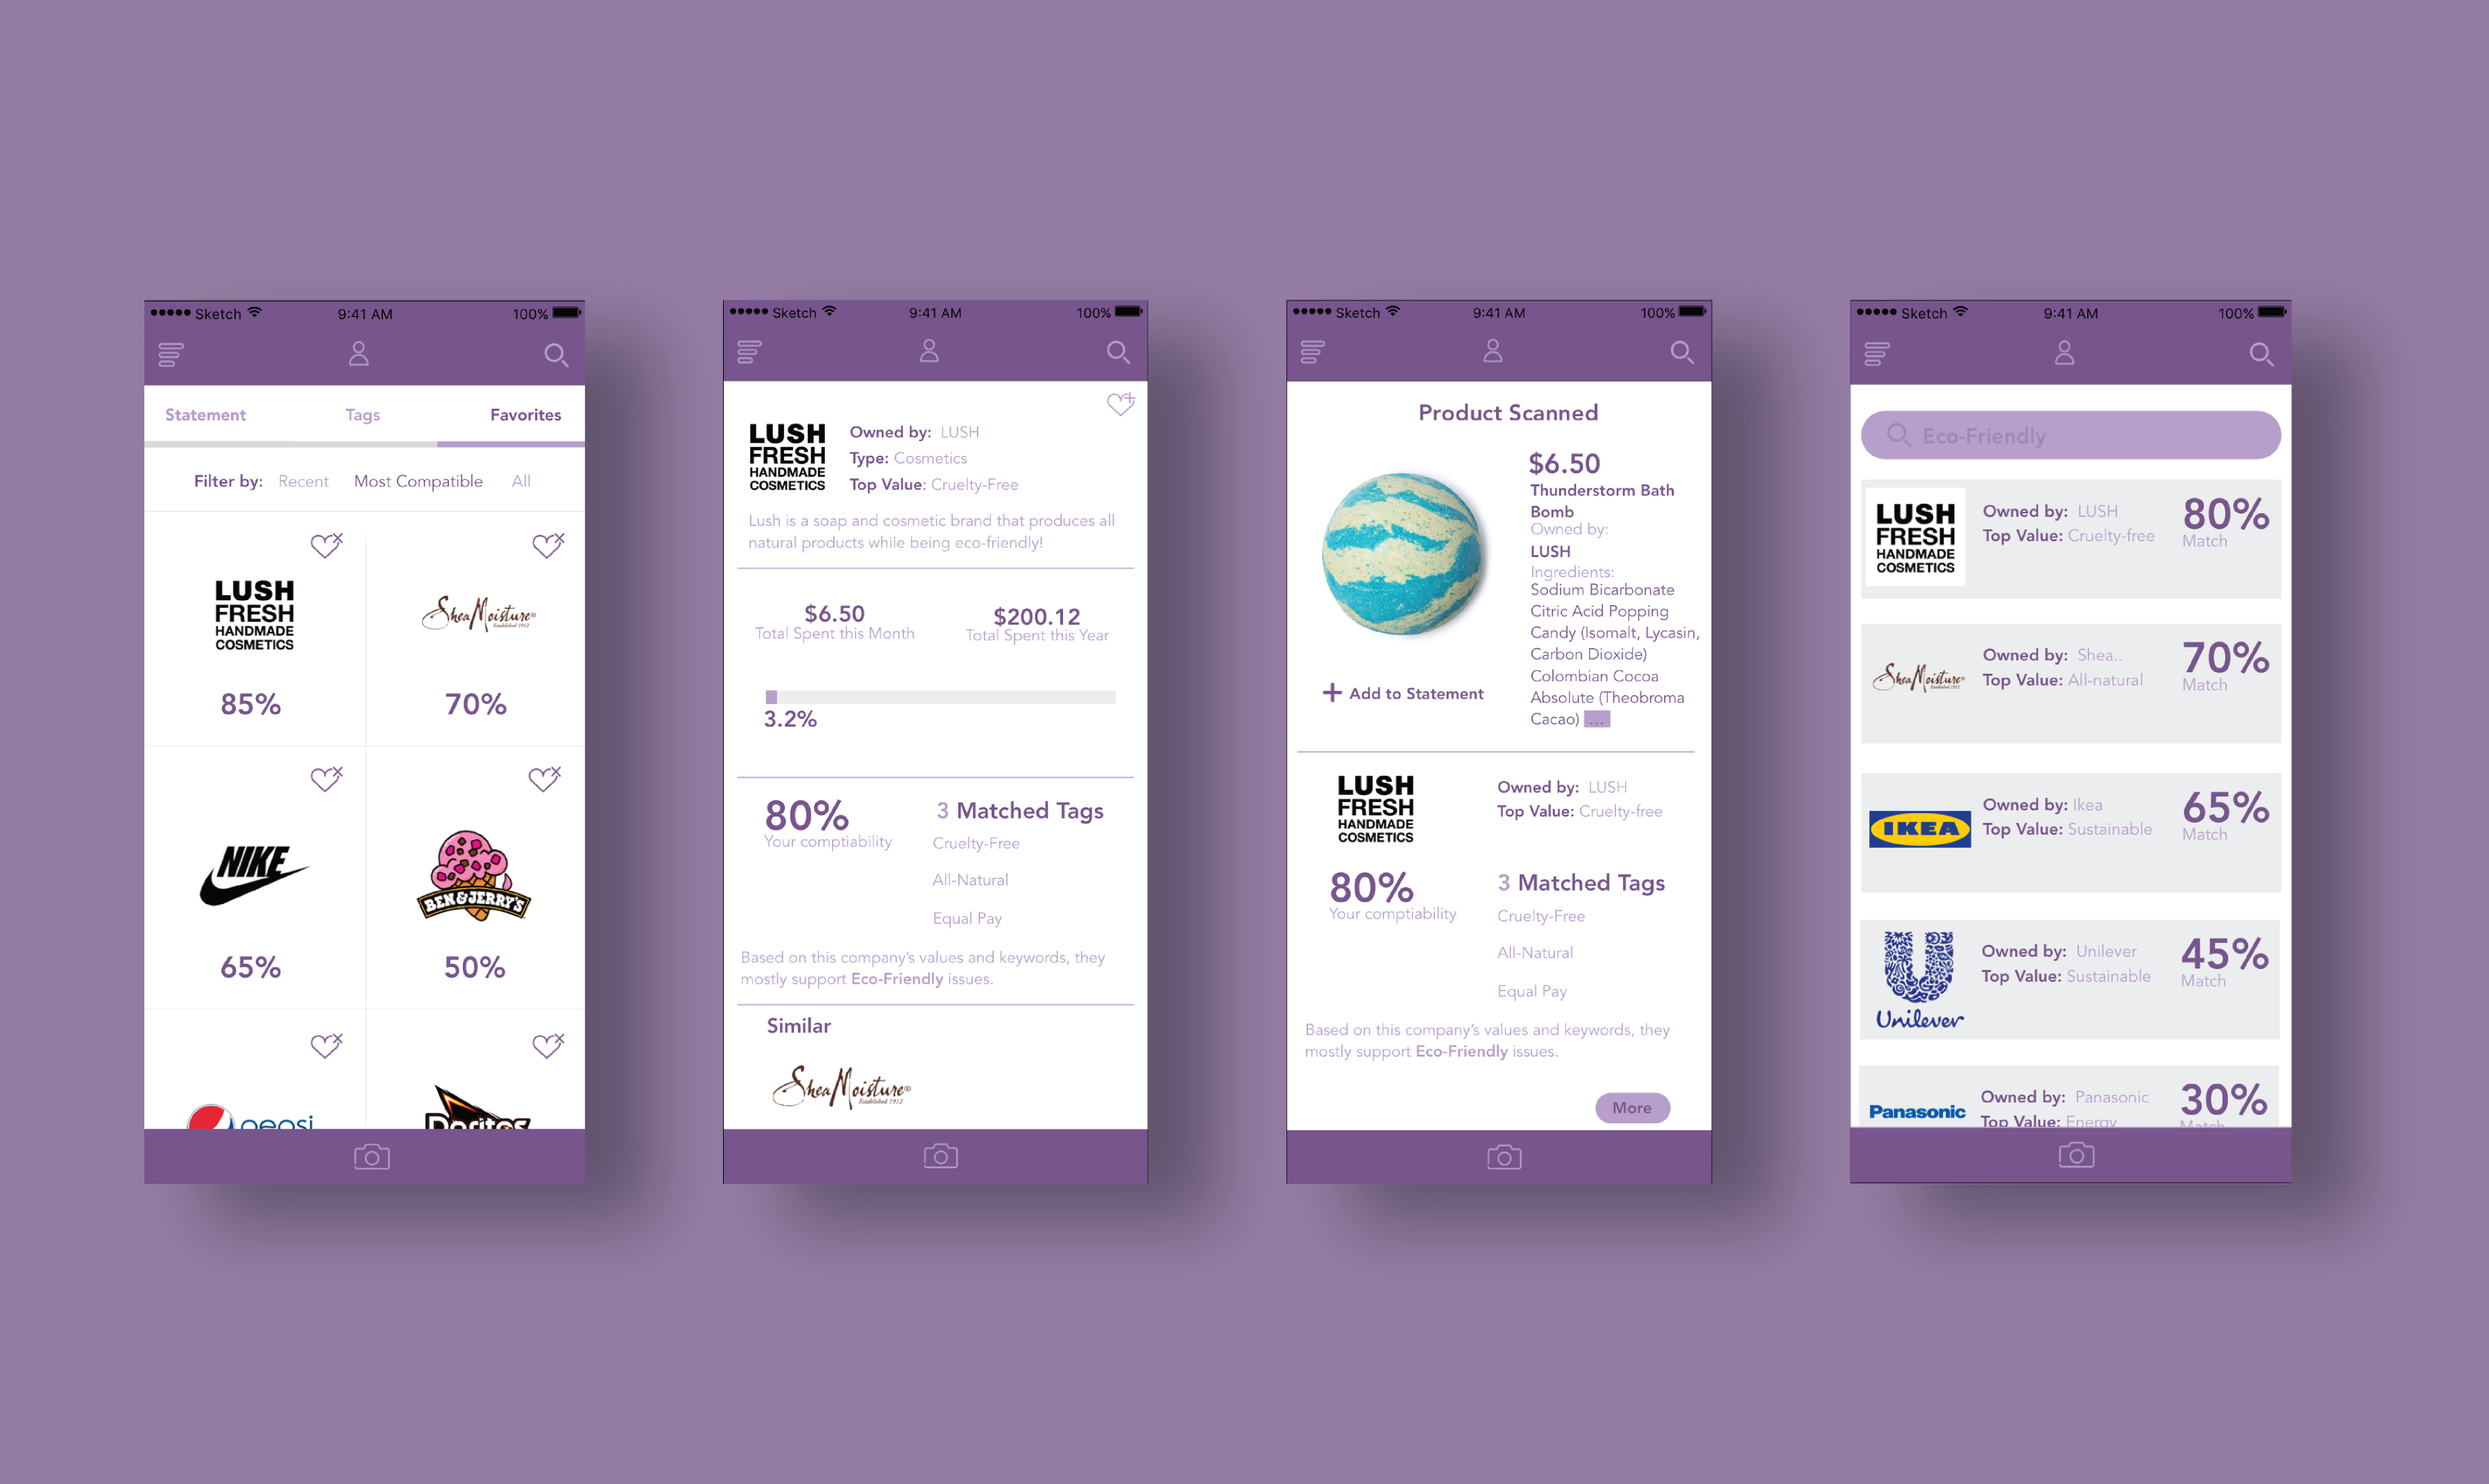 Sketch 9:41 AM 100%
Statement Tags Favorites
Filter by: Recent Most Compatible All
LUSH
FRESH
HANDMADE
COSMETICS
SheaMoisture®
Established 1912
85% 70%
NIKE
BEN&JERRY'S
65% 50%
pepsi
Doritos
Sketch 9:41 AM 100%
LUSH
FRESH
HANDMADE
COSMETICS
Owned by: LUSH
Type: Cosmetics
Top Value: Cruelty-Free
Lush is a soap and cosmetic brand that produces all
natural products while being eco-friendly!
$6.50 $200.12
Total Spent this Month Total Spent this Year
3.2%
80%
Your comptiability
3 Matched Tags
Cruelty-Free
All-Natural
Equal Pay
Based on this company's values and keywords, they
mostly support Eco-Friendly issues.
Similar
SheaMoisture®
Established 1912
Sketch 9:41 AM 100%
Product Scanned
$6.50
Thunderstorm Bath
Bomb
Owned by:
LUSH
Ingredients:
Sodium Bicarbonate
Citric Acid Popping
Candy (Isomalt, Lycasin,
Carbon Dioxide)
Colombian Cocoa
Absolute (Theobroma
Cacao) ...
+ Add to Statement
LUSH
FRESH
HANDMADE
COSMETICS
Owned by: LUSH
Top Value: Cruelty-free
80%
Your comptiability
3 Matched Tags
Cruelty-Free
All-Natural
Equal Pay
Based on this company's values and keywords, they
mostly support Eco-Friendly issues.
More
Sketch 9:41 AM 100%
Eco-Friendly
LUSH
FRESH
HANDMADE
COSMETICS
Owned by: LUSH
Top Value: Cruelty-free
80%
Match
SheaMoisture®
Established 1912
Owned by: Shea..
Top Value: All-natural
70%
Match
IKEA
Owned by: Ikea
Top Value: Sustainable
65%
Match
Unilever
Owned by: Unilever
Top Value: Sustainable
45%
Match
Panasonic
Owned by: Panasonic
Top Value: Energy
30%
Match